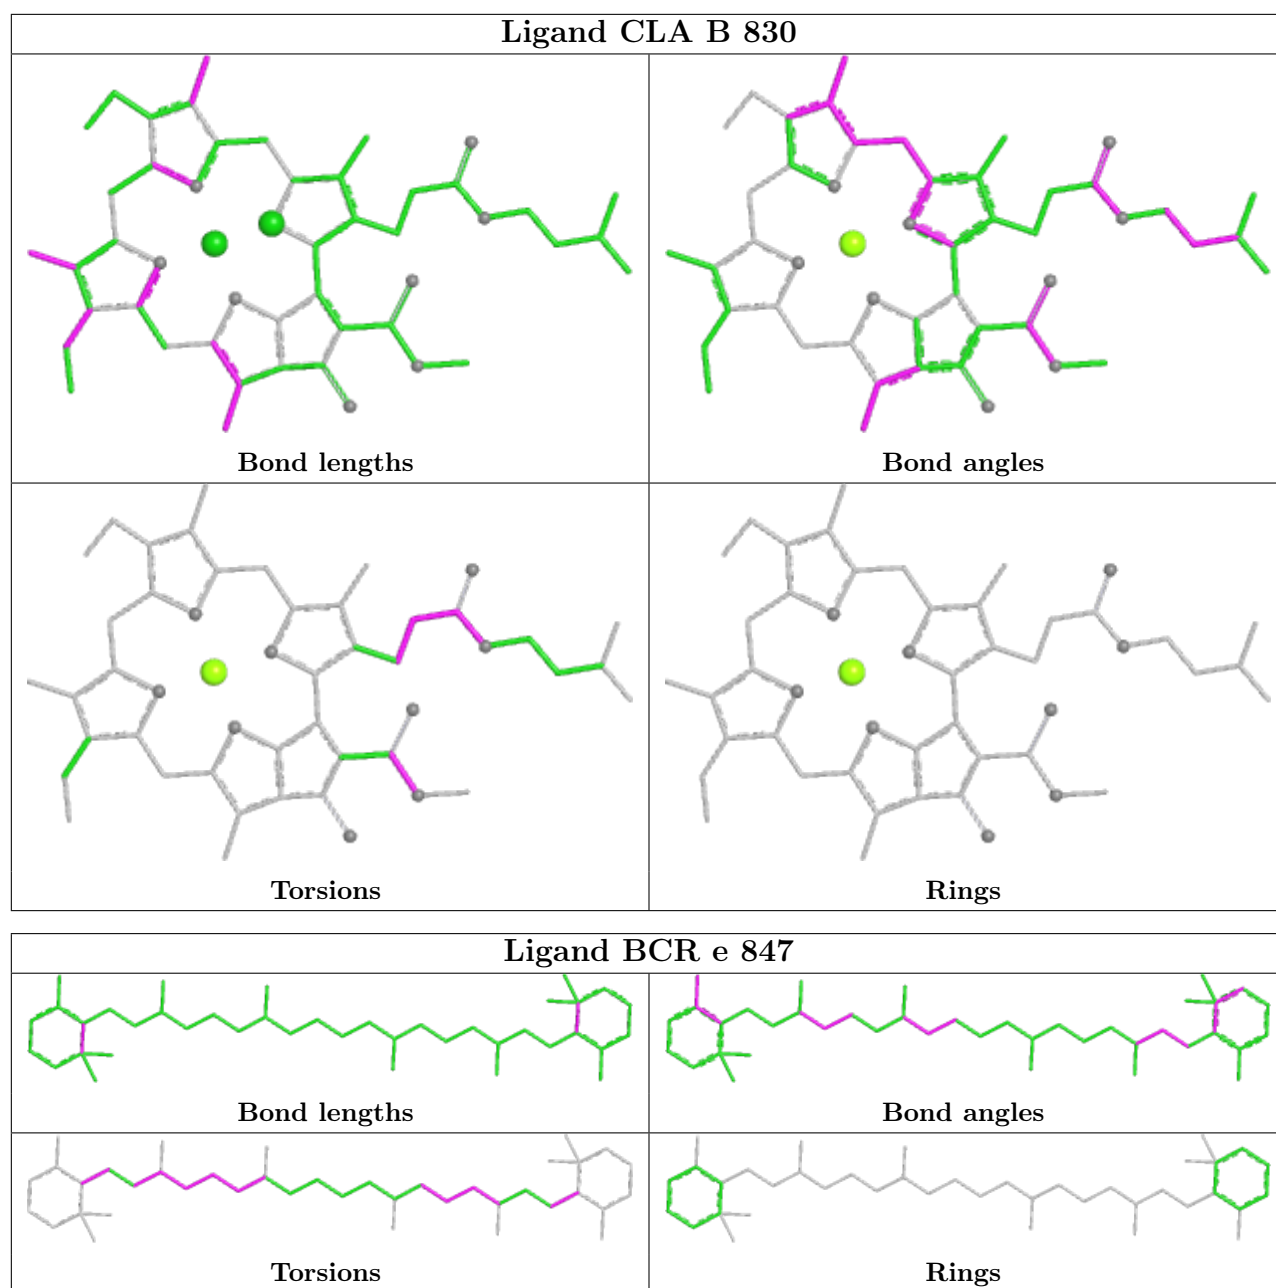 Ligand CLA B 830
Bond lengths
Bond angles
Torsions
Rings
Ligand BCR e 847
Bond lengths
Bond angles
Torsions
Rings